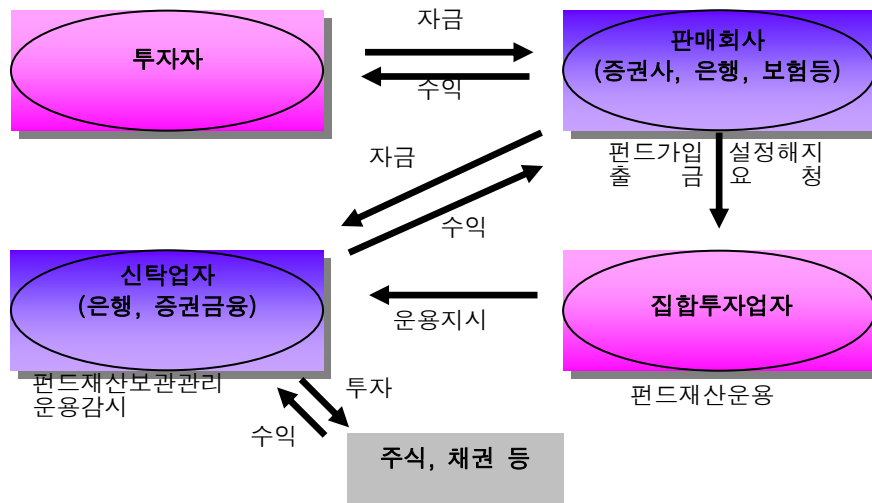 투자자
자금
수익
판매회사
(증권사, 은행, 보험등)
자금
수익
펀드가입 설정해지
출 금 요 청
신탁업자
(은행, 증권금융)
운용지시
집합투자업자
펀드재산보관관리
운용감시
투자
수익
펀드재산운용
주식, 채권 등